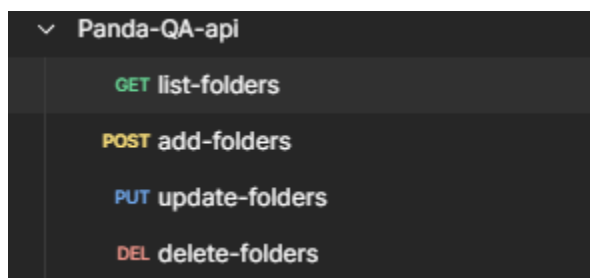 Panda-QA-api
GET list-folders
POST add-folders
PUT update-folders
DEL delete-folders